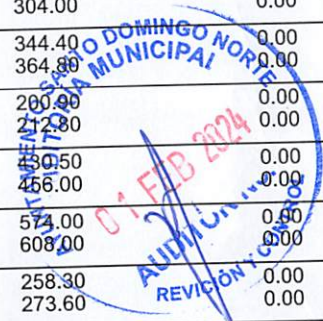 304.00 0.00
344.40 0.00
364.80 0.00
200.90 0.00
212.80 0.00
430.50 0.00
456.00 0.00
574.00 0.00
608.00 0.00
258.30 0.00
273.60 0.00
SANTO DOMINGO NORTE
MUNICIPAL
01 FEB 2024
REVICIÓN Y CONTROL